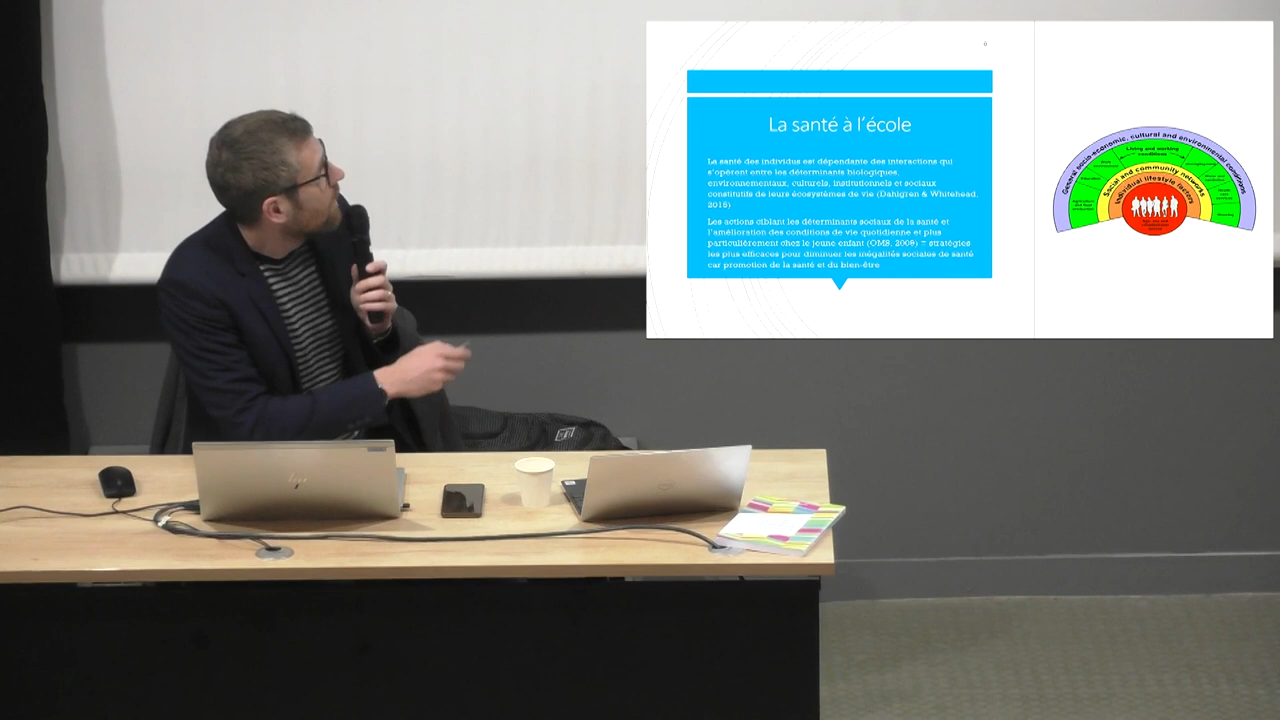 6
La santé à l'école
La santé des individus est dépendante des interactions qui
s'opèrent entre les déterminants biologiques,
environnementaux, culturels, institutionnels et sociaux
constitutifs de leurs écosystèmes de vie (Dahlgren & Whitehead,
2015)
Les actions ciblant les déterminants sociaux de la santé et
l'amélioration des conditions de vie quotidienne et plus
particulièrement chez le jeune enfant (OMS, 2009) = stratégies
les plus efficaces pour diminuer les inégalités sociales de santé
car promotion de la santé et du bien-être
General socio-economic, cultural and environmental conditions
Living and working
conditions
Social and community networks
Individual lifestyle factors
Education
hp